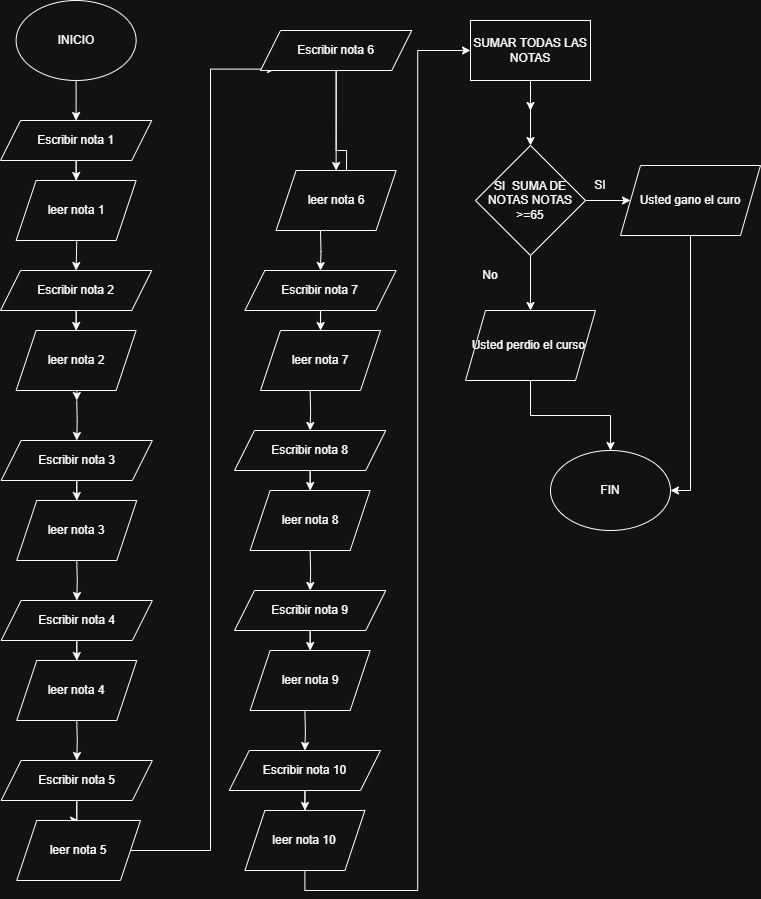 INICIO
Escribir nota 1
leer nota 1
Escribir nota 2
leer nota 2
Escribir nota 3
leer nota 3
Escribir nota 4
leer nota 4
Escribir nota 5
leer nota 5
Escribir nota 6
leer nota 6
Escribir nota 7
leer nota 7
Escribir nota 8
leer nota 8
Escribir nota 9
leer nota 9
Escribir nota 10
leer nota 10
SUMAR TODAS LAS
NOTAS
SI SUMA DE
NOTAS NOTAS
>=65
SI
Usted gano el curo
No
Usted perdio el curso
FIN